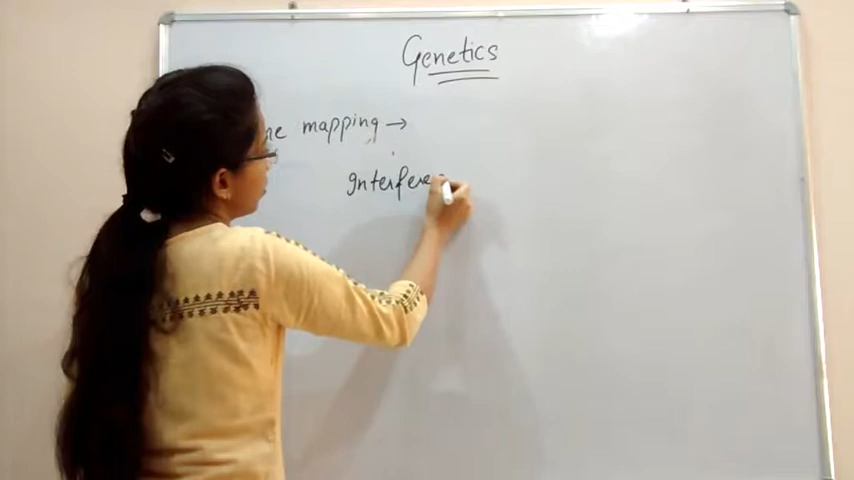 Genetics
ne mapping →
Interfere